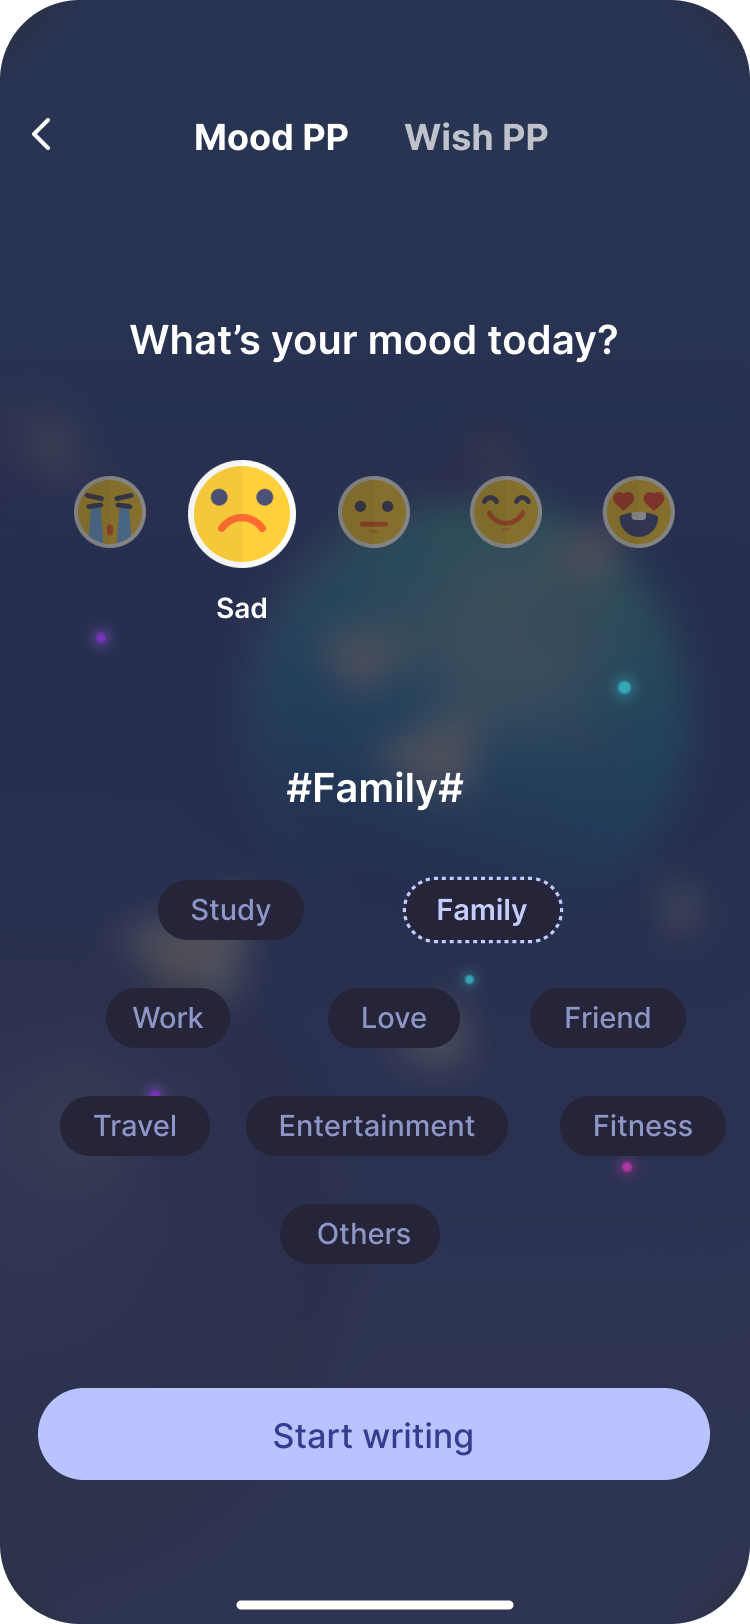 Mood PP Wish PP
What’s your mood today?
Sad
#Family#
Study Family
Work Love Friend
Travel Entertainment Fitness
Others
Start writing